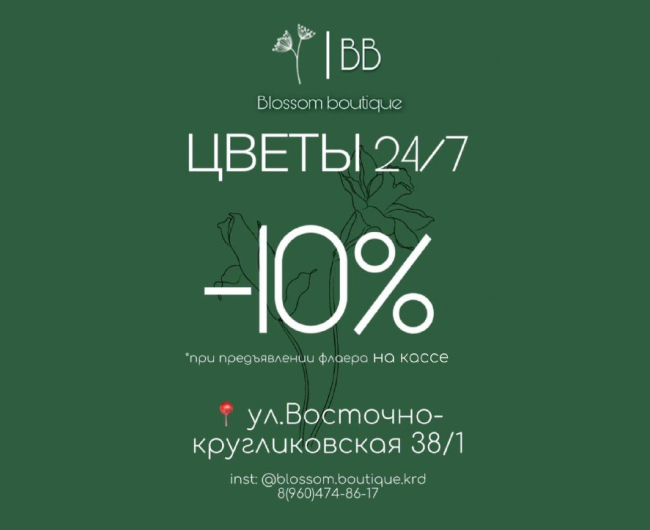 BB
Blossom boutique
ЦВЕТЫ 24/7
-10%
*при предъявлении флаера на кассе
ул.Восточно-
кругликовская 38/1
inst: @blossom.boutique.krd
8(960)474-86-17